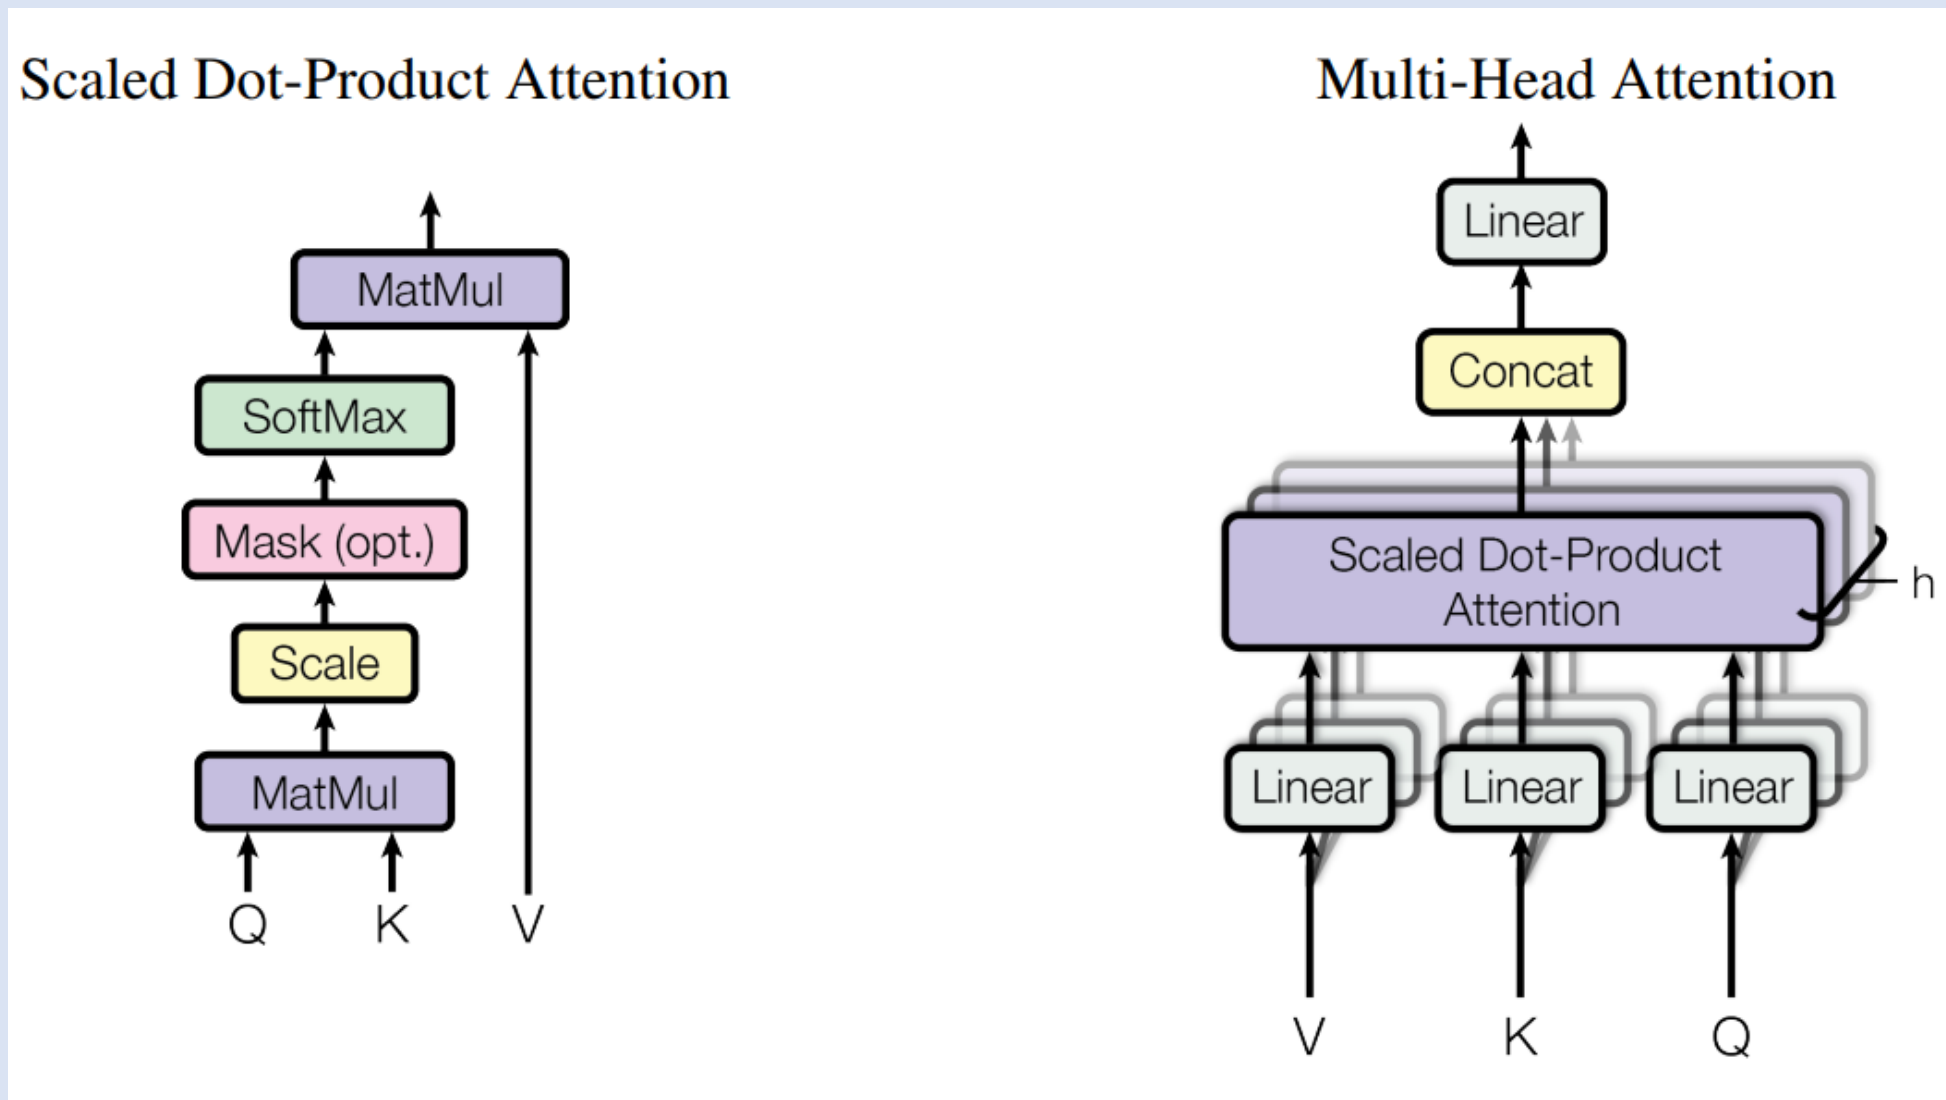 Scaled Dot-Product Attention
MatMul
SoftMax
Mask (opt.)
Scale
MatMul
Q K V
Multi-Head Attention
Linear
Concat
Scaled Dot-Product
Attention
h
Linear Linear Linear
V K Q